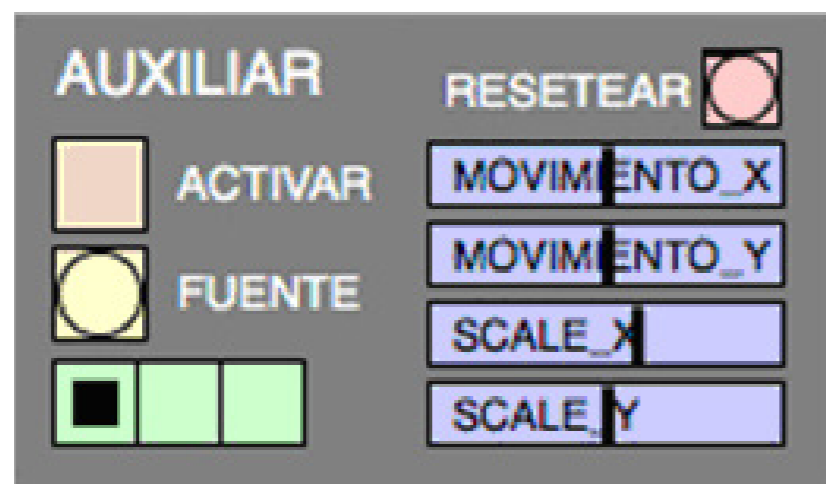 AUXILIAR
ACTIVAR
FUENTE
RESETEAR
MOVIMIENTO_X
MOVIMIENTO_Y
SCALE_X
SCALE_Y